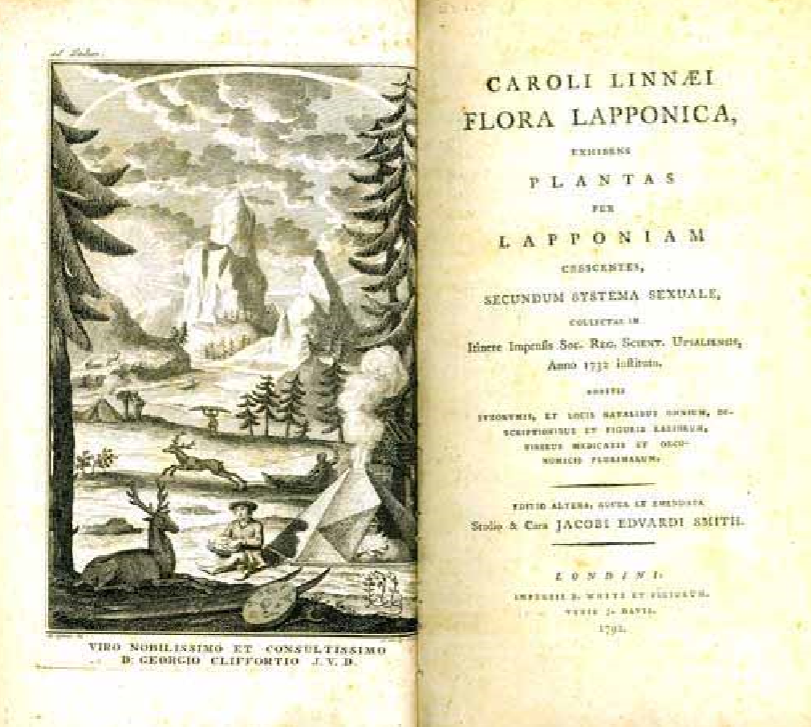 VIRO NOBILISSIMO ET CONSULTISSIMO
D: GEORGIO CLIFFORTIO J. V. D.
CAROLI LINNÆI
FLORA LAPPONICA,
EXHIBENS
PLANTAS
PER
LAPPONIAM
CRESCENTES,
SECUNDUM SYSTEMA SEXUALE,
COLLECTAS IN
Itinere Impensis Soc. Reg. Scient. Upsaliensis,
Anno 1732 instituto.
ADDITIS
SYNONYMIS, ET LOCIS NATALIBUS OMNIUM, DE-
SCRIPTIONIBUS ET FIGURIS RARIORUM,
VIRIBUS MEDICATIS ET OECO-
NOMICIS PLURIMARUM.
EDITIO ALTERA, AUCTA ET EMENDATA
Studio & Cura JACOBI EDVARDI SMITH.
LONDINI:
IMPENSIS B. WHITE ET FILIORUM.
TYPIS J. DAVIS.
1792.